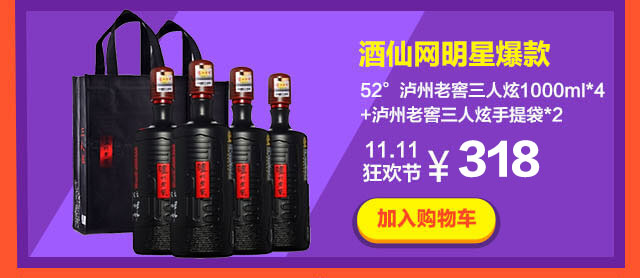 酒仙网明星爆款
52°泸州老窖三人炫1000ml*4
+泸州老窖三人炫手提袋*2
11.11
狂欢节
¥318
加入购物车